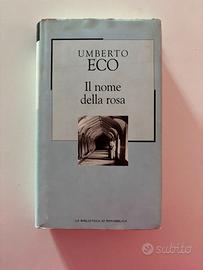 UMBERTO
ECO
Il nome
della rosa
LA BIBLIOTECA DI REPUBBLICA
subito